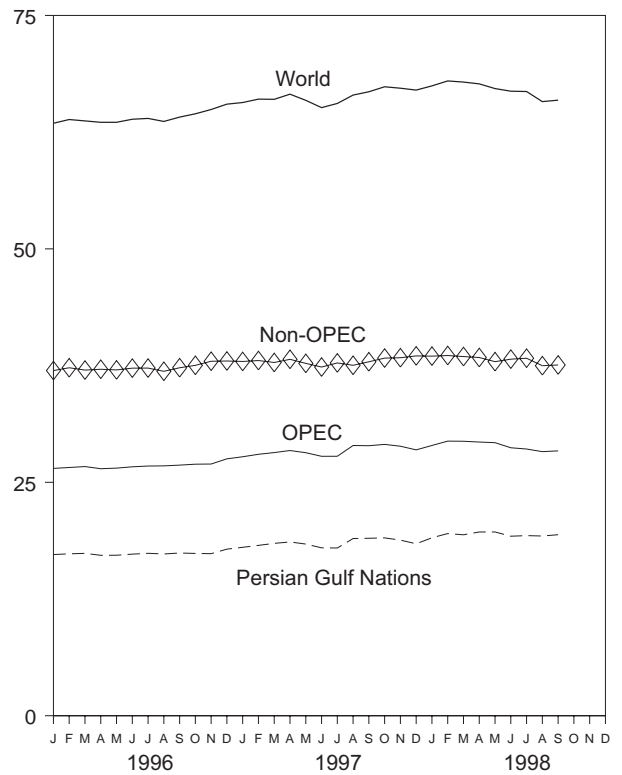 75
World
50
Non-OPEC
OPEC
25
Persian Gulf Nations
0
J F M A M J J A S O N D J F M A M J J A S O N D J F M A M J J A S O N D
1996 1997 1998